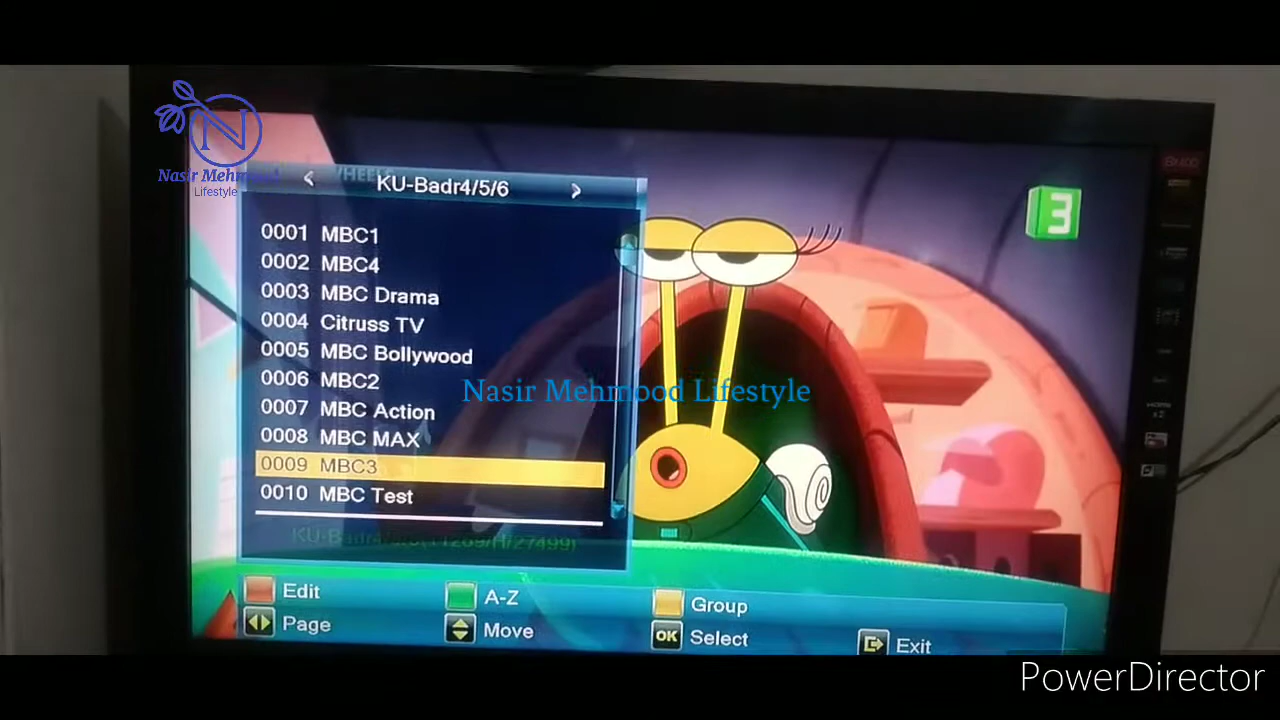 N
Nasir Mehmood
Lifestyle
< KU-Badr4/5/6 >
3
0001 MBC1
0002 MBC4
0003 MBC Drama
0004 Citruss TV
0005 MBC Bollywood
0006 MBC2
0007 MBC Action
0008 MBC MAX
0009 MBC3
0010 MBC Test
Nasir Mehmood Lifestyle
Edit
A-Z
Group
Page
Move
OK Select
Exit
PowerDirector